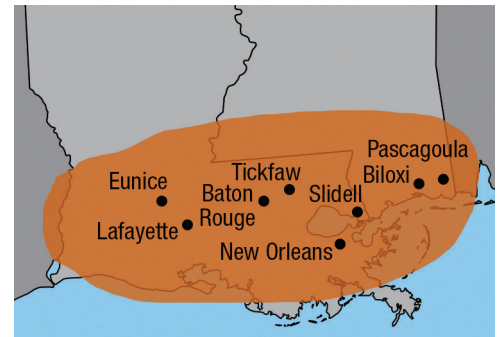 Pascagoula
Biloxi
Tickfaw
Eunice
Baton
Rouge
Slidell
Lafayette
New Orleans